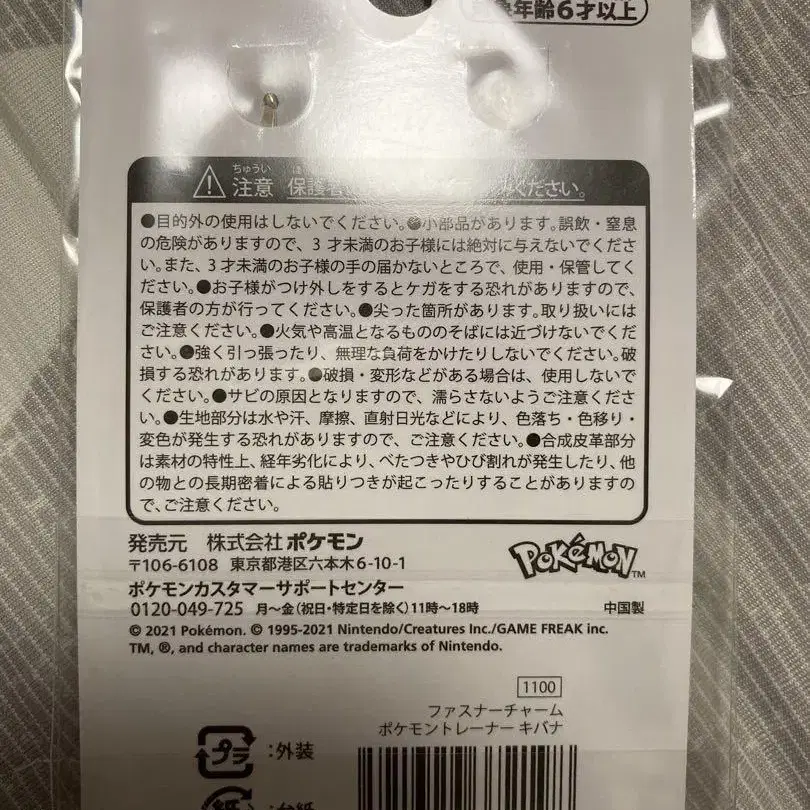 年齢6才以上
ちゅうい
注意 保護者 ください。
●目的外の使用はしないでください。●小部品があります。誤飲・窒息
の危険がありますので、3才未満のお子様には絶対に与えないでくださ
い。また、3才未満のお子様の手の届かないところで、使用・保管してく
ださい。●お子様がつけ外しをするとケガをする恐れがありますので、
保護者の方が行ってください。●尖った箇所があります。取り扱いには
ご注意ください。●火気や高温となるもののそばには近づけないでくだ
さい。●強く引っ張ったり、無理な負荷をかけたりしないでください。破
損する恐れがあります。●破損・変形などがある場合は、使用しないで
ください。●サビの原因となりますので、濡らさないようご注意くださ
い。●生地部分は水や汗、摩擦、直射日光などにより、色落ち・色移り・
変色が発生する恐れがありますので、ご注意ください。●合成皮革部分
は素材の特性上、経年劣化により、べたつきやひび割れが発生したり、他
の物との長期密着による貼りつきが起こったりすることがありますの
で、ご注意ください。
発売元 株式会社ポケモン
〒106-6108 東京都港区六本木6-10-1
POKéMON™
ポケモンカスタマーサポートセンター
0120-049-725 月〜金(祝日・特定日を除く)11時〜18時
中国製
© 2021 Pokémon. © 1995-2021 Nintendo/Creatures Inc./GAME FREAK inc.
TM, ®, and character names are trademarks of Nintendo.
1100
ファスナーチャーム
ポケモントレーナー キバナ
プラ :外装
紙 :台紙